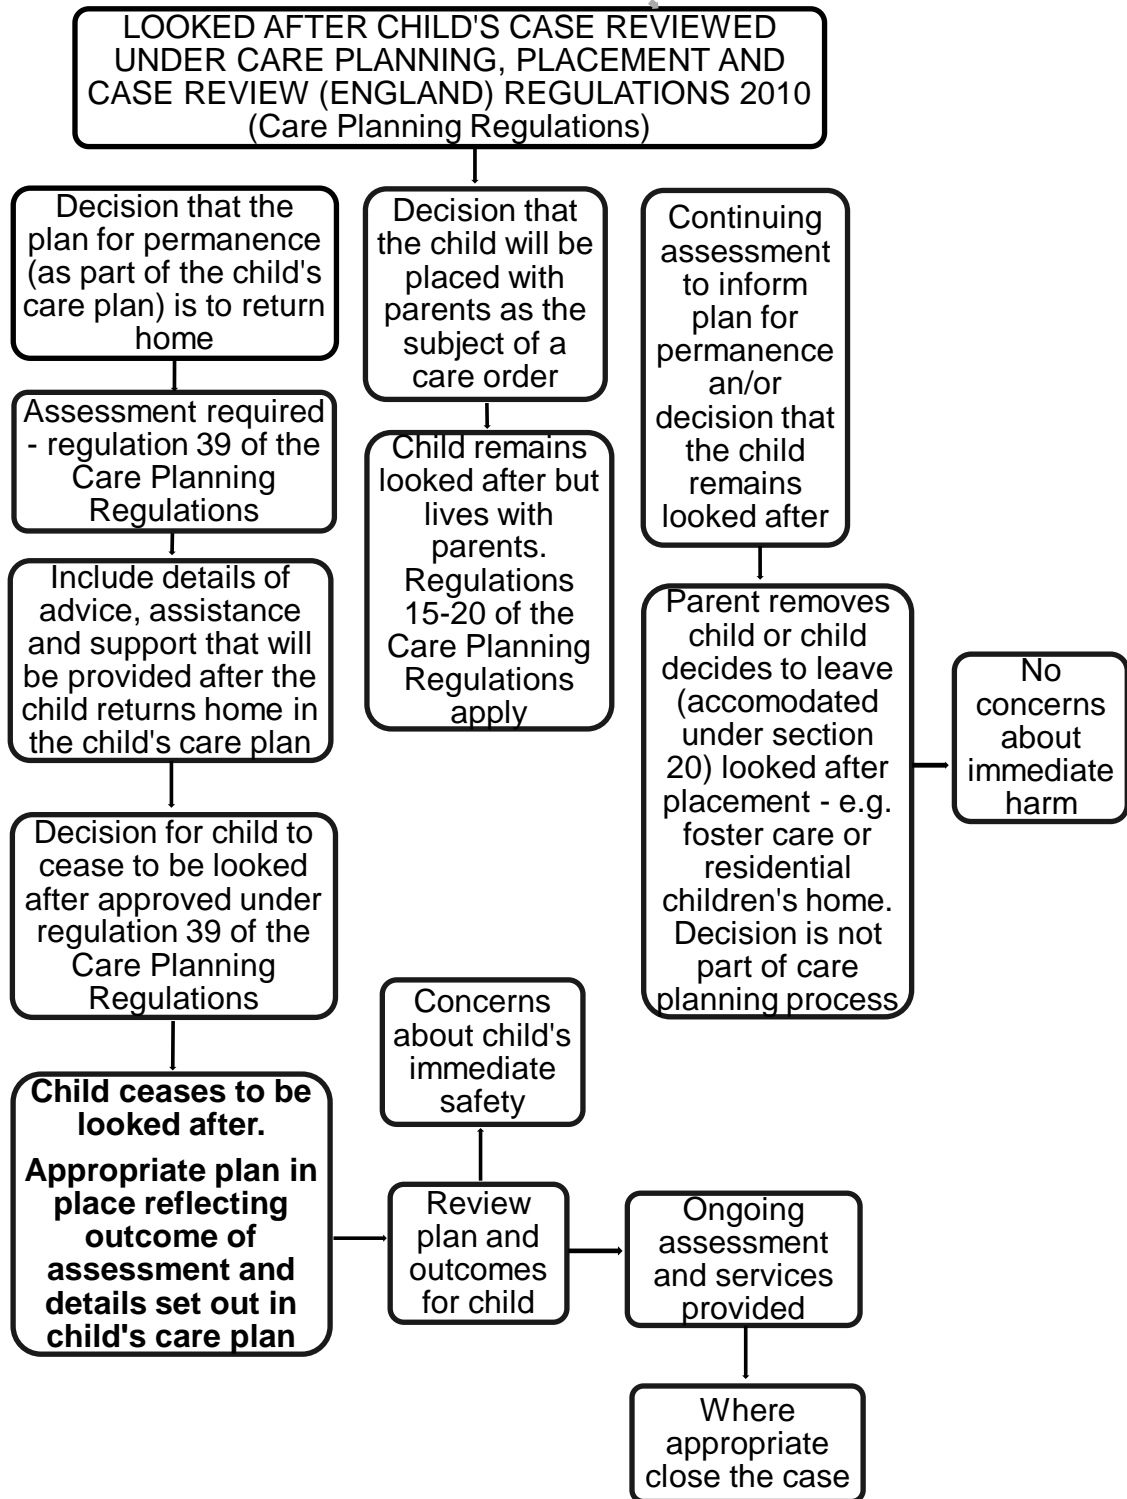 LOOKED AFTER CHILD'S CASE REVIEWED
UNDER CARE PLANNING, PLACEMENT AND
CASE REVIEW (ENGLAND) REGULATIONS 2010
(Care Planning Regulations)
Decision that the
plan for permanence
(as part of the child's
care plan) is to return
home
Assessment required
- regulation 39 of the
Care Planning
Regulations
Include details of
advice, assistance
and support that will
be provided after the
child returns home in
the child's care plan
Decision for child to
cease to be looked
after approved under
regulation 39 of the
Care Planning
Regulations
Child ceases to be
looked after.
Appropriate plan in
place reflecting
outcome of
assessment and
details set out in
child's care plan
Decision that
the child will be
placed with
parents as the
subject of a
care order
Child remains
looked after but
lives with
parents.
Regulations
15-20 of the
Care Planning
Regulations
apply
Continuing
assessment
to inform
plan for
permanence
an/or
decision that
the child
remains
looked after
Parent removes
child or child
decides to leave
(accomodated
under section
20) looked after
placement - e.g.
foster care or
residential
children's home.
Decision is not
part of care
planning process
No
concerns
about
immediate
harm
Concerns
about child's
immediate
safety
Review
plan and
outcomes
for child
Ongoing
assessment
and services
provided
Where
appropriate
close the case